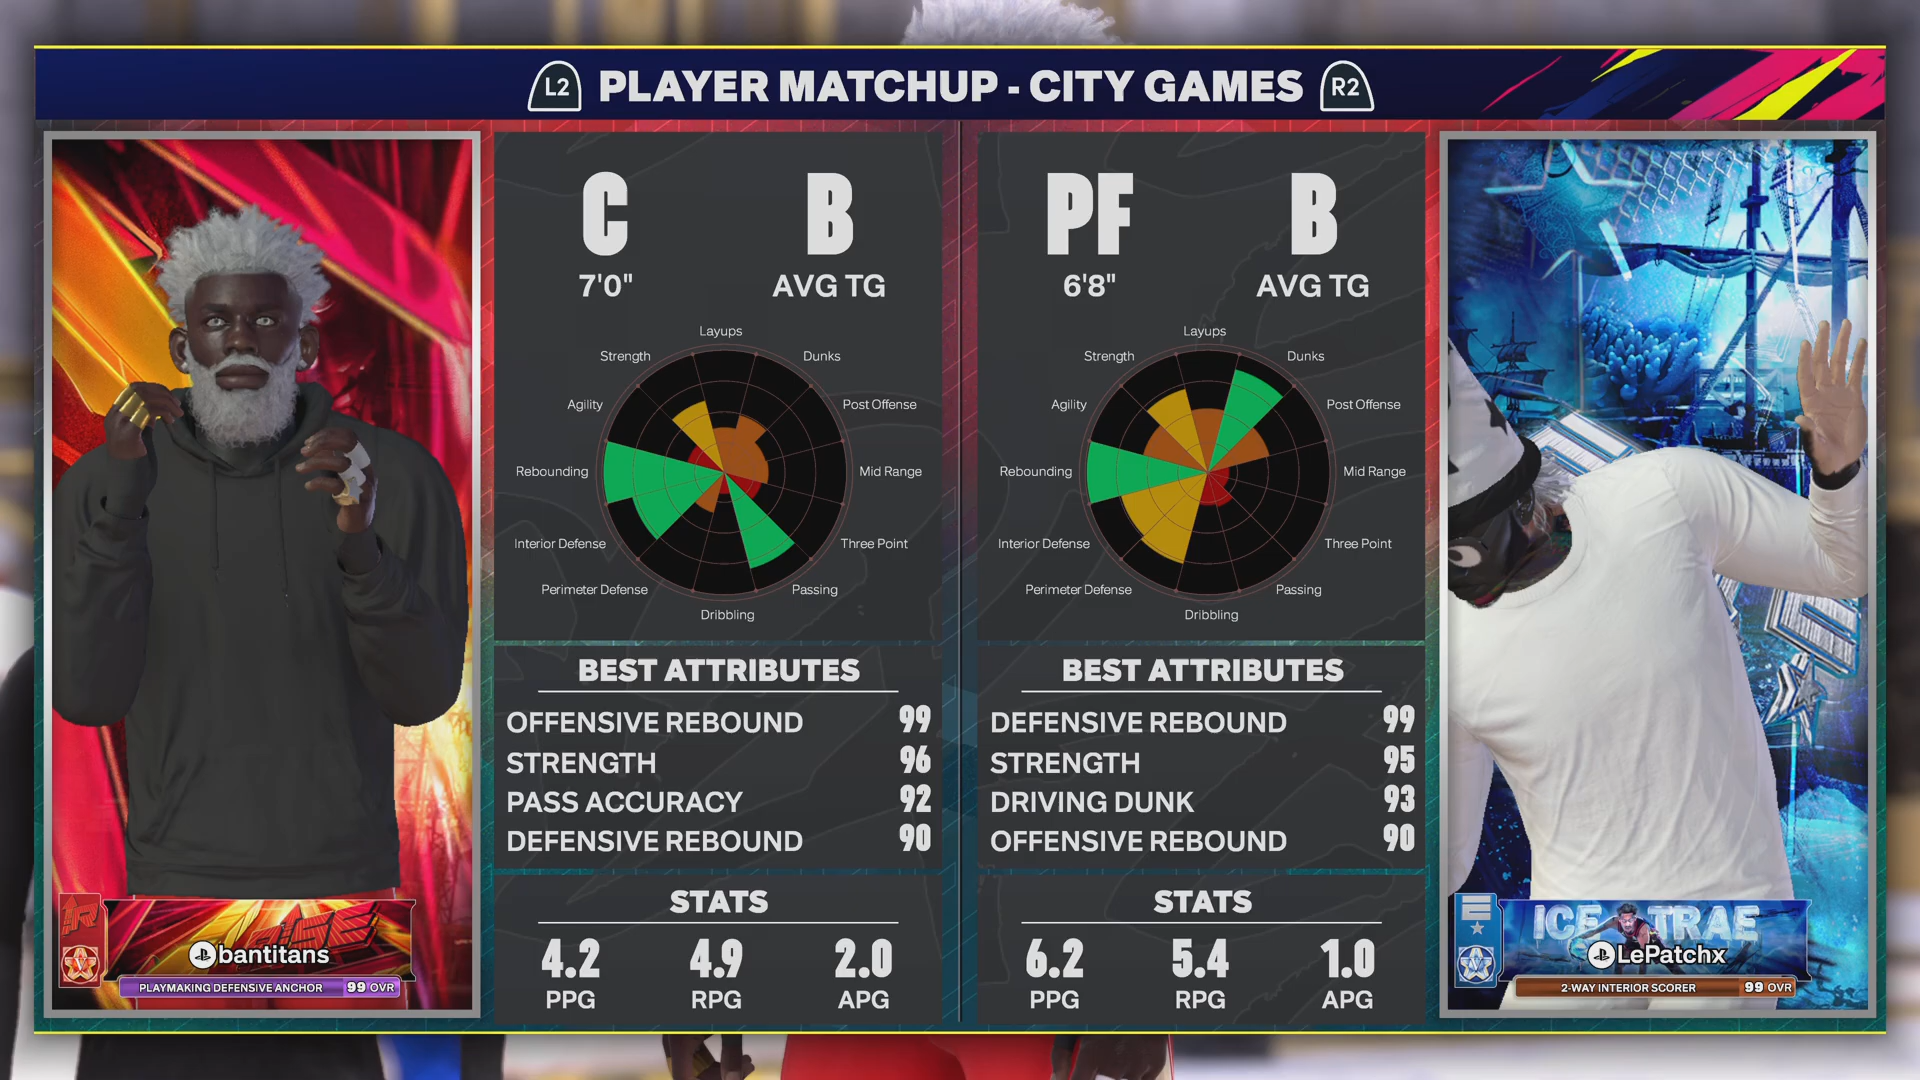 L2 PLAYER MATCHUP - CITY GAMES R2
C B
7'0" AVG TG
Layups
Strength Dunks
Agility Post Offense
Rebounding Mid Range
Interior Defense Three Point
Perimeter Defense Passing
Dribbling
BEST ATTRIBUTES
OFFENSIVE REBOUND 99
STRENGTH 96
PASS ACCURACY 92
DEFENSIVE REBOUND 90
STATS
4.2 4.9 2.0
PPG RPG APG
bantitans
PLAYMAKING DEFENSIVE ANCHOR 99 OVR
PF B
6'8" AVG TG
Layups
Strength Dunks
Agility Post Offense
Rebounding Mid Range
Interior Defense Three Point
Perimeter Defense Passing
Dribbling
BEST ATTRIBUTES
DEFENSIVE REBOUND 99
STRENGTH 95
DRIVING DUNK 93
OFFENSIVE REBOUND 90
STATS
6.2 5.4 1.0
PPG RPG APG
ICE TRAE
LePatchx
2-WAY INTERIOR SCORER 99 OVR